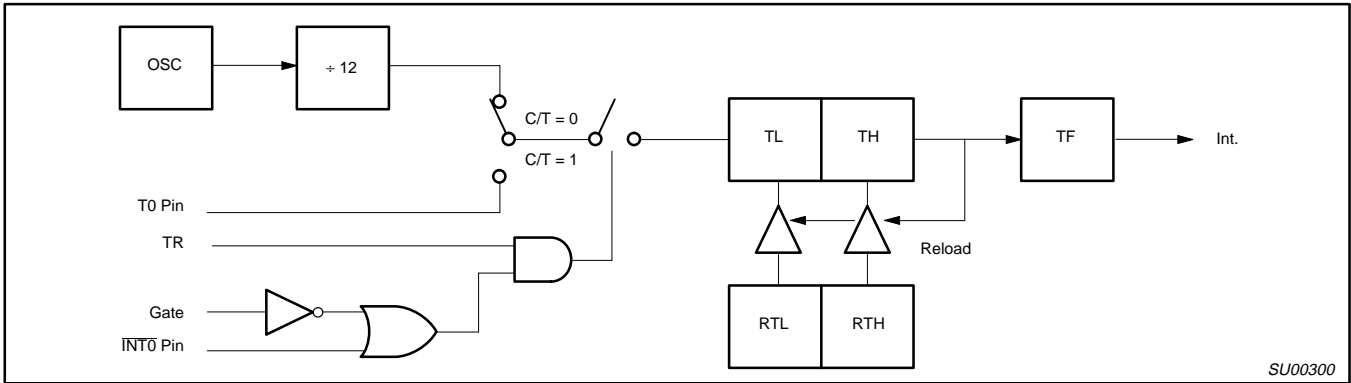 OSC
÷ 12
C/T = 0
C/T = 1
TL
TH
TF
Int.
T0 Pin
TR
Reload
Gate
INT0 Pin
RTL
RTH
SU00300